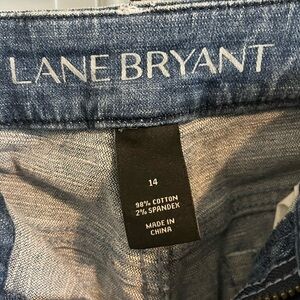 LANE BRYANT
14
98% COTTON
2% SPANDEX
MADE IN
CHINA